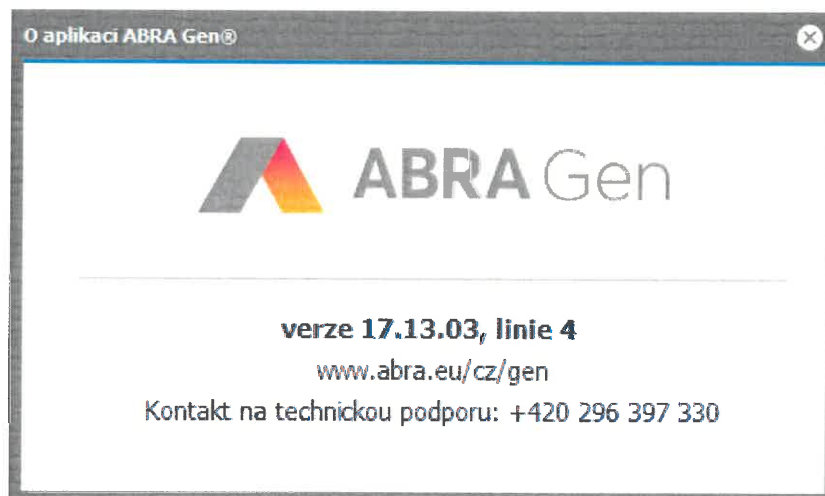 O aplikaci ABRA Gen®
ABRA Gen
verze 17.13.03, linie 4
www.abra.eu/cz/gen
Kontakt na technickou podporu: +420 296 397 330